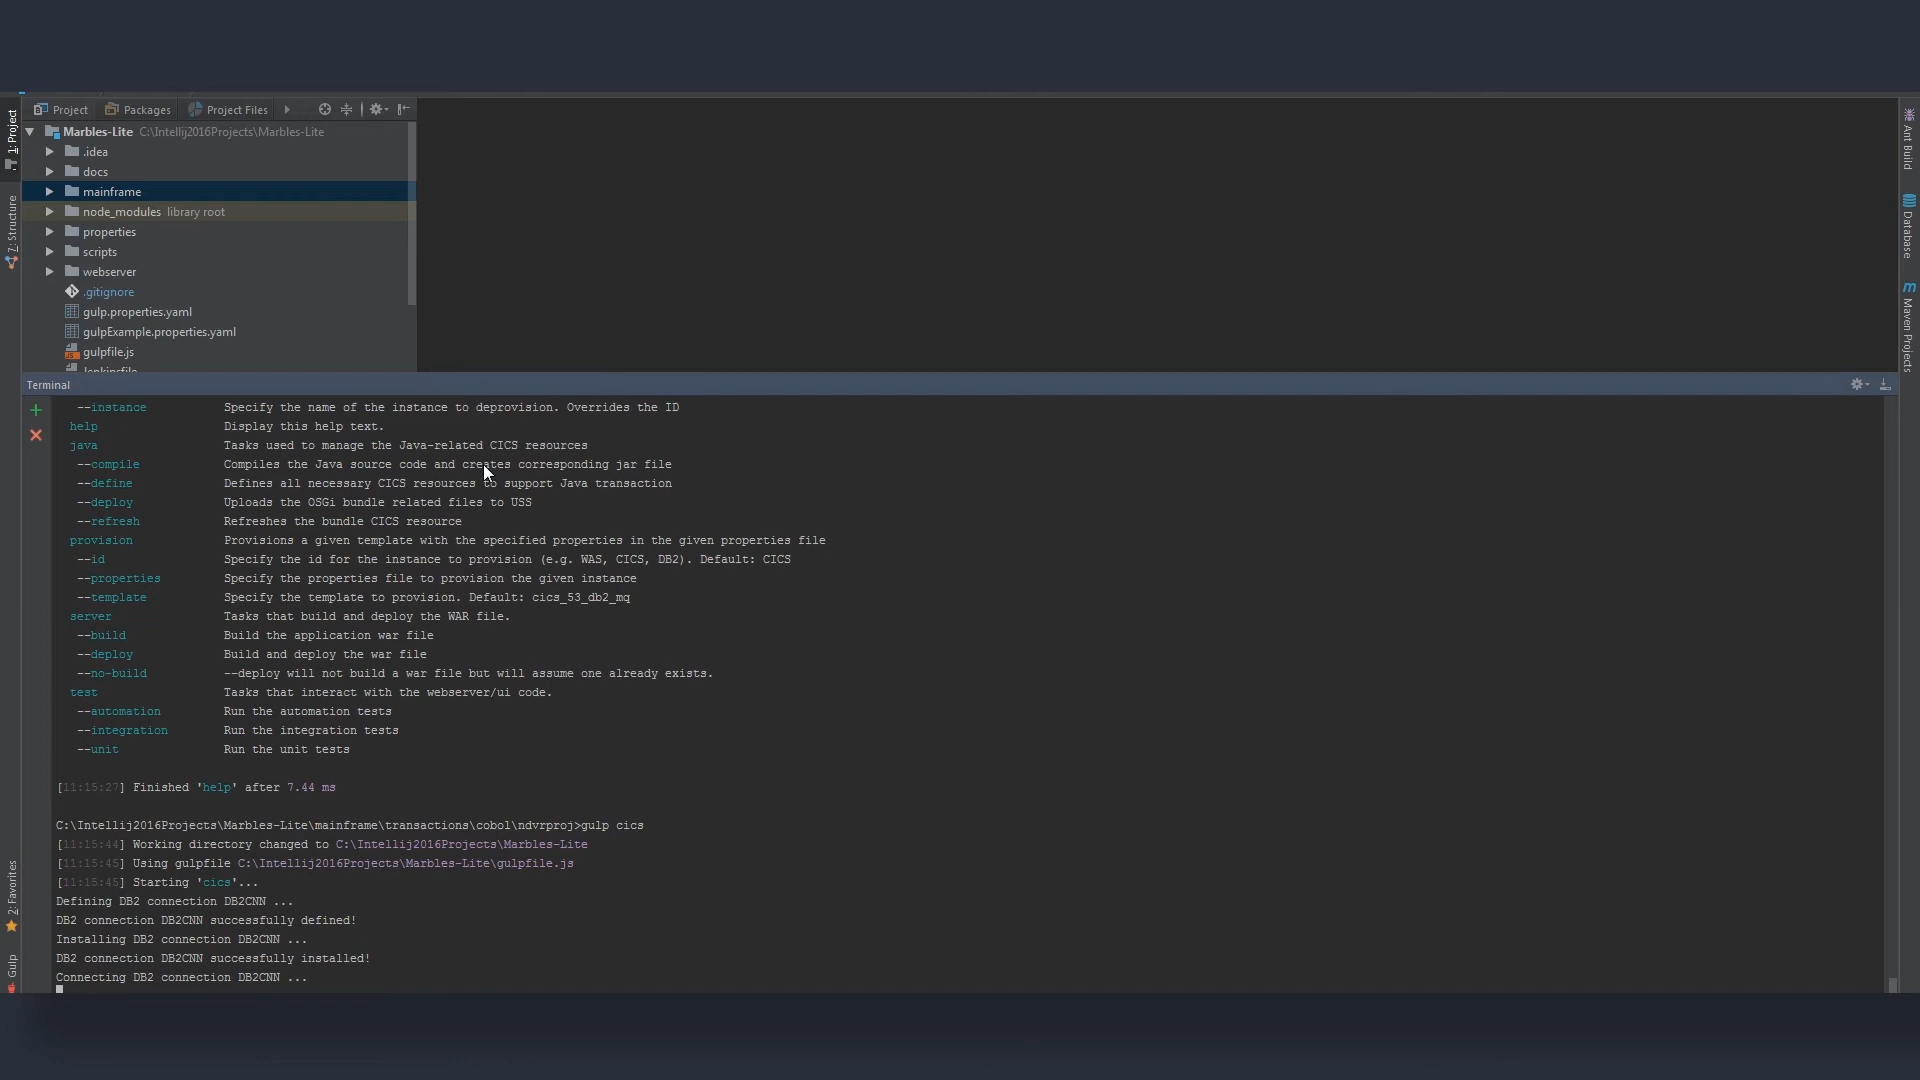 Project Packages Project Files
1: Project
Marbles-Lite C:\Intellij2016Projects\Marbles-Lite
.idea
docs
mainframe
node_modules library root
properties
scripts
webserver
.gitignore
gulp.properties.yaml
gulpExample.properties.yaml
gulpfile.js
Jenkinsfile
7: Structure
2: Favorites
Gulp
Ant Build
Database
m Maven Projects
Terminal
--instance Specify the name of the instance to deprovision. Overrides the ID
help Display this help text.
java Tasks used to manage the Java-related CICS resources
--compile Compiles the Java source code and creates corresponding jar file
--define Defines all necessary CICS resources to support Java transaction
--deploy Uploads the OSGi bundle related files to USS
--refresh Refreshes the bundle CICS resource
provision Provisions a given template with the specified properties in the given properties file
--id Specify the id for the instance to provision (e.g. WAS, CICS, DB2). Default: CICS
--properties Specify the properties file to provision the given instance
--template Specify the template to provision. Default: cics_53_db2_mq
server Tasks that build and deploy the WAR file.
--build Build the application war file
--deploy Build and deploy the war file
--no-build --deploy will not build a war file but will assume one already exists.
test Tasks that interact with the webserver/ui code.
--automation Run the automation tests
--integration Run the integration tests
--unit Run the unit tests
[11:15:27] Finished 'help' after 7.44 ms
C:\Intellij2016Projects\Marbles-Lite\mainframe\transactions\cobol\ndvrproj>gulp cics
[11:15:44] Working directory changed to C:\Intellij2016Projects\Marbles-Lite
[11:15:45] Using gulpfile C:\Intellij2016Projects\Marbles-Lite\gulpfile.js
[11:15:45] Starting 'cics'...
Defining DB2 connection DB2CNN ...
DB2 connection DB2CNN successfully defined!
Installing DB2 connection DB2CNN ...
DB2 connection DB2CNN successfully installed!
Connecting DB2 connection DB2CNN ...